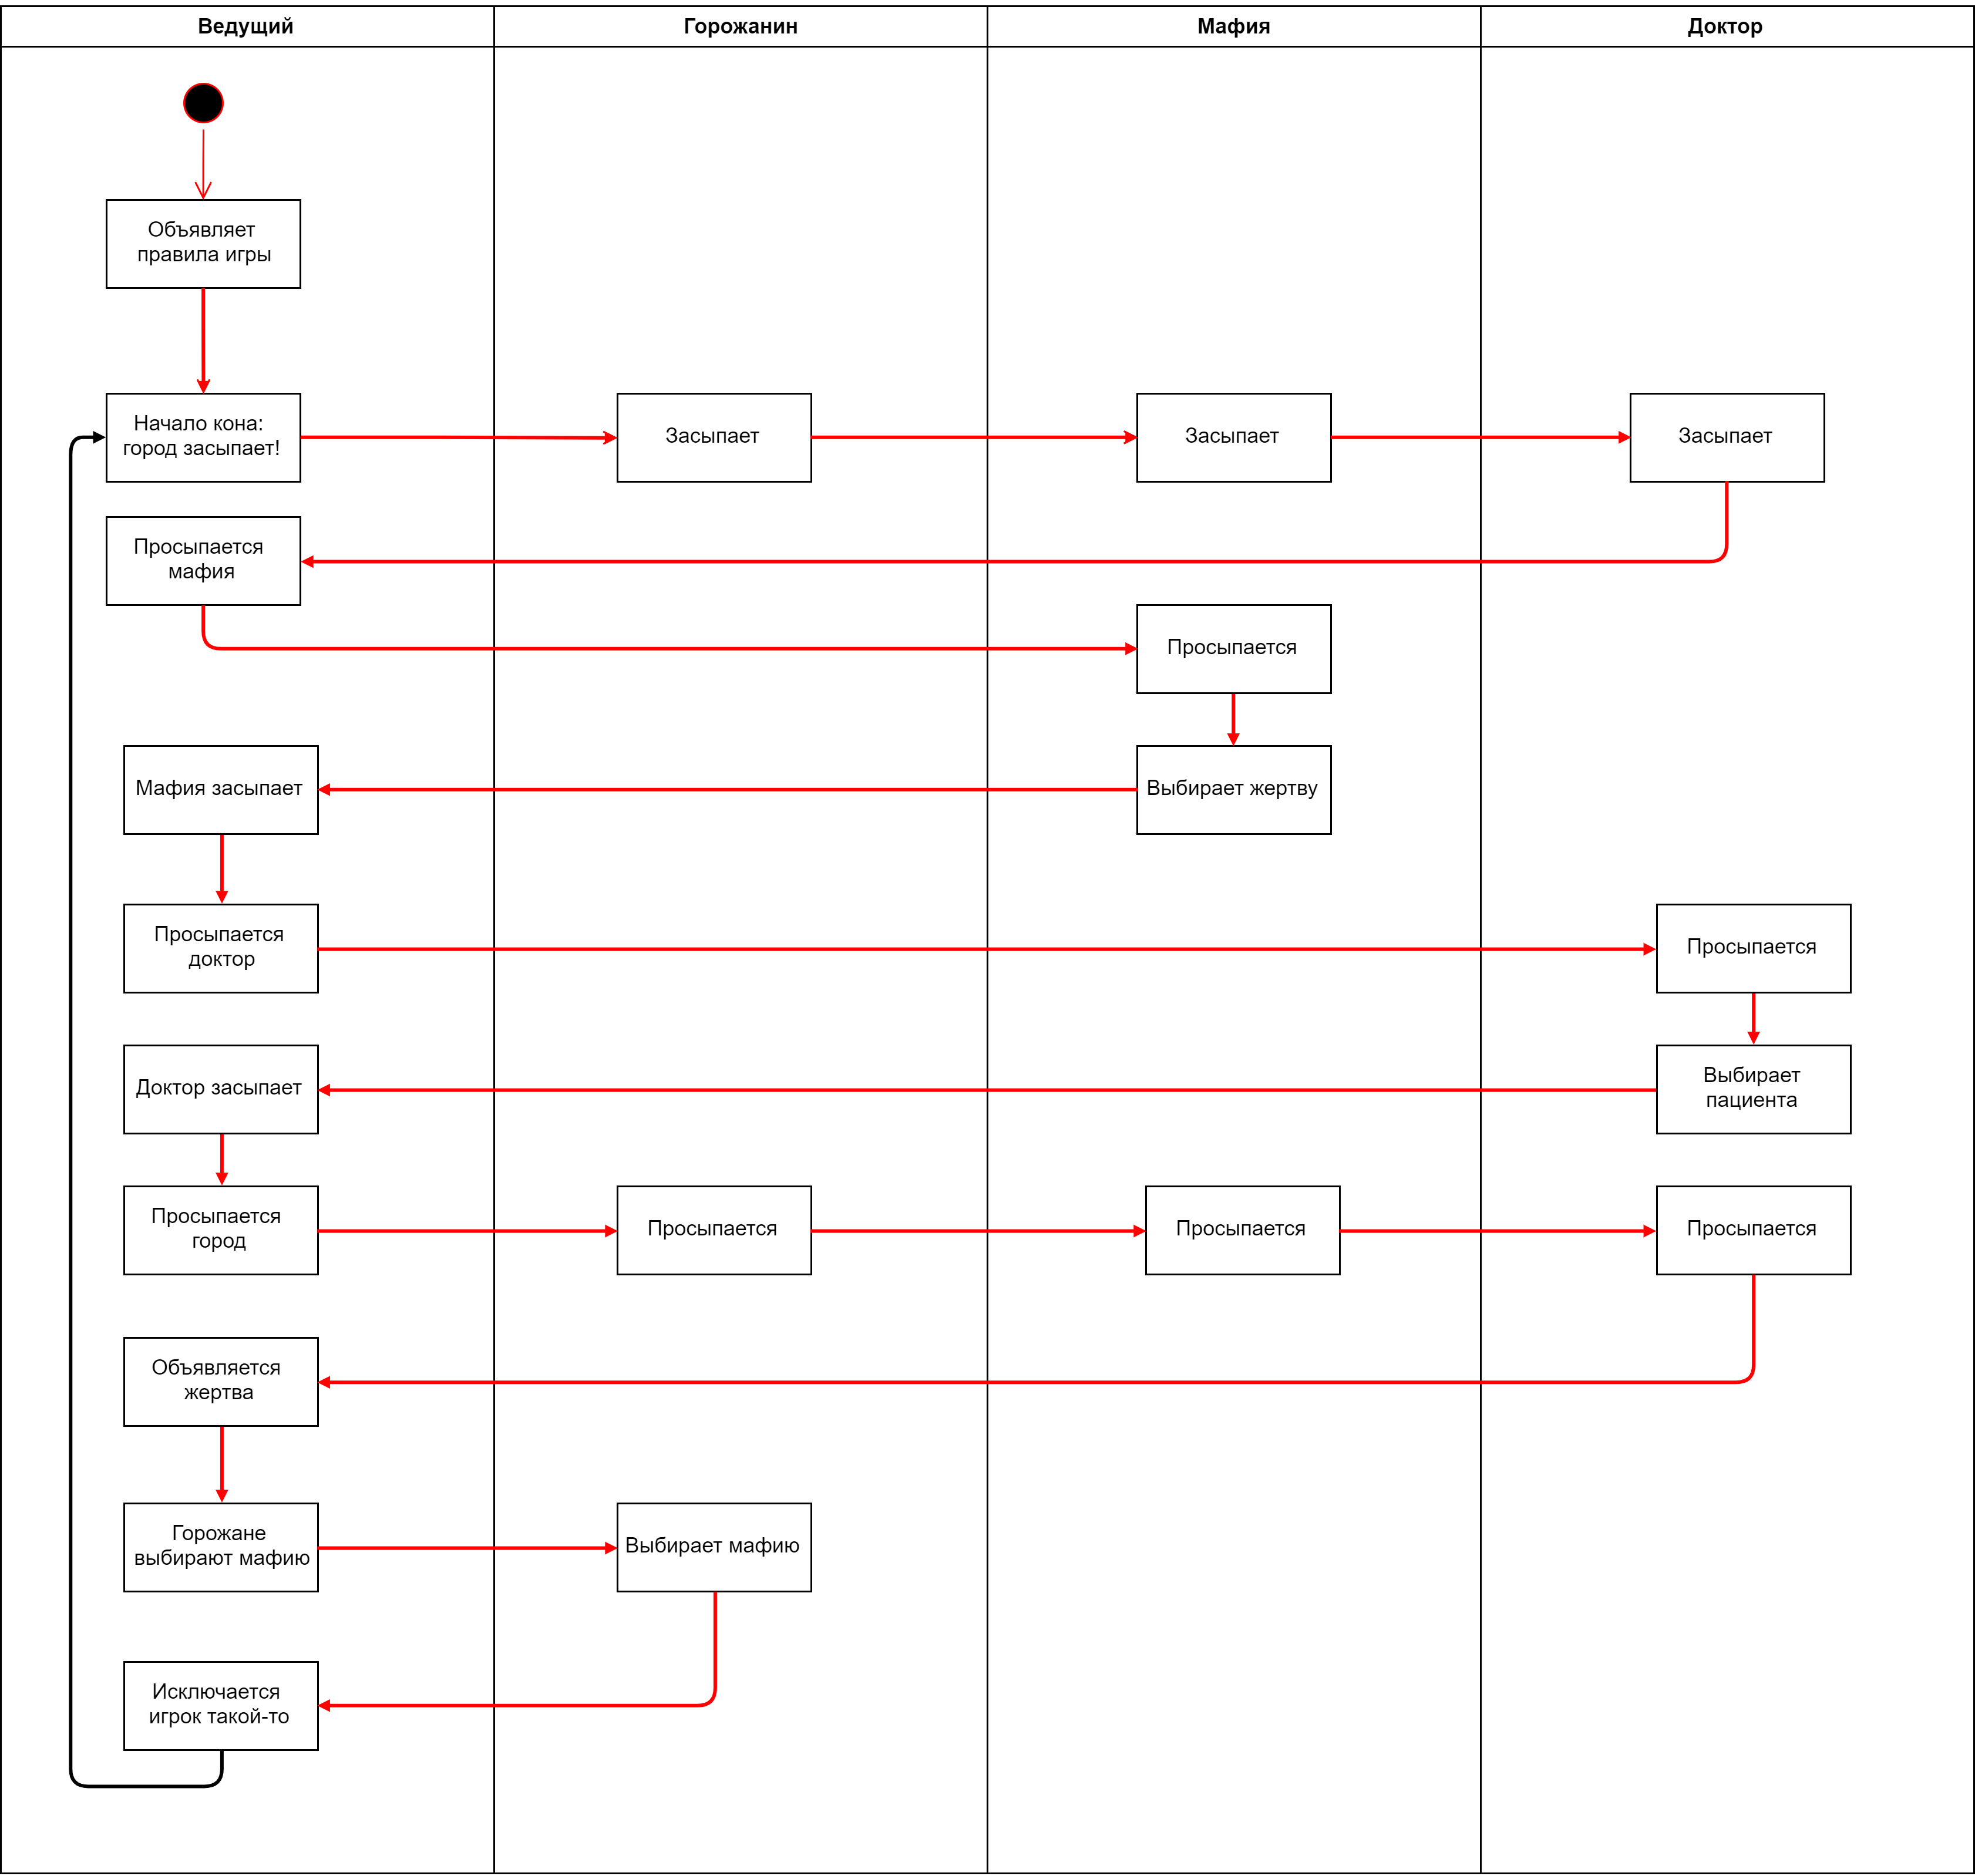 Ведущий
Горожанин
Мафия
Доктор
Объявляет
правила игры
Начало кона:
город засыпает!
Засыпает
Засыпает
Засыпает
Просыпается
мафия
Просыпается
Мафия засыпает
Выбирает жертву
Просыпается
доктор
Просыпается
Доктор засыпает
Выбирает
пациента
Просыпается
город
Просыпается
Просыпается
Просыпается
Объявляется
жертва
Горожане
выбирают мафию
Выбирает мафию
Исключается
игрок такой-то